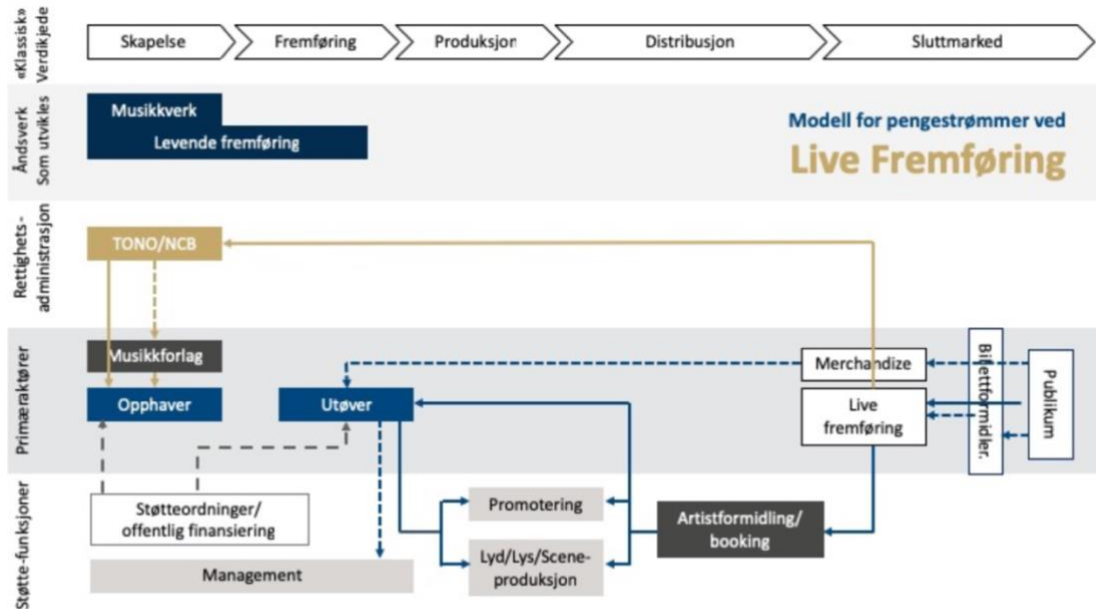 «Klassisk»
Verdikjede
Skapelse
Fremføring
Produksjon
Distribusjon
Sluttmarked
Åndsverk
Som utvikles
Musikkverk
Levende fremføring
Modell for pengestrømmer ved
Live Fremføring
Rettighets-
administrasjon
TONO/NCB
Primæraktører
Musikkforlag
Opphaver
Utøver
Merchandize
Live
fremføring
Billettformidler.
Publikum
Støtte-funksjoner
Støtteordninger/
offentlig finansiering
Management
Promotering
Lyd/Lys/Scene-
produksjon
Artistformidling/
booking